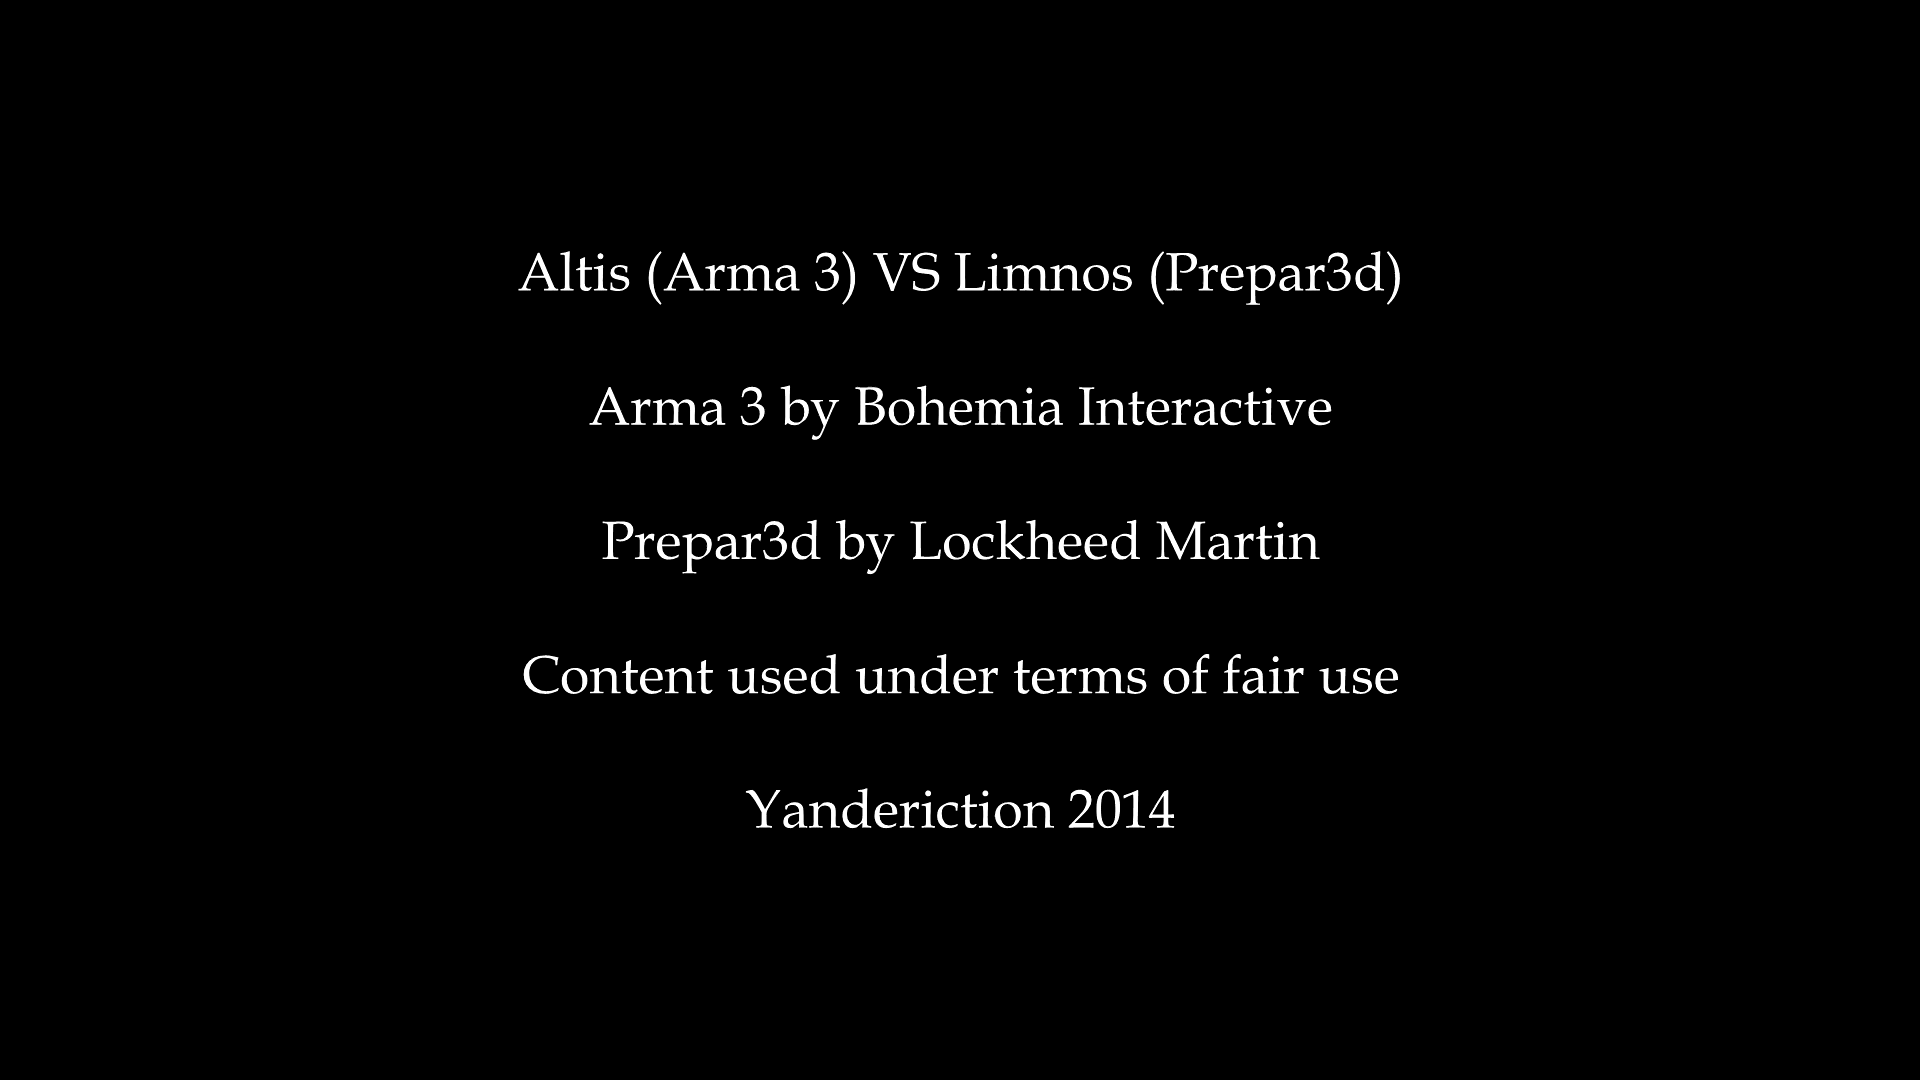 Altis (Arma 3) VS Limnos (Prepar3d)
Arma 3 by Bohemia Interactive
Prepar3d by Lockheed Martin
Content used under terms of fair use
Yanderiction 2014